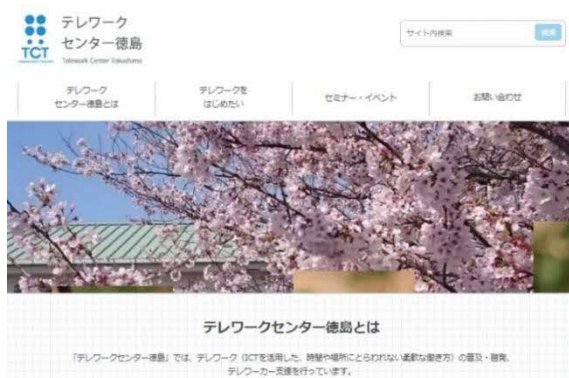 テレワーク
センター徳島
TCT
Telework Center Tokushima
サイト内検索
検索
テレワーク
センター徳島とは
テレワークを
はじめたい
セミナー・イベント
お問い合わせ
テレワークセンター徳島とは
「テレワークセンター徳島」では、テレワーク（ICTを活用した、時間や場所にとらわれない柔軟な働き方）の普及・啓発、
テレワーカー支援を行っています。